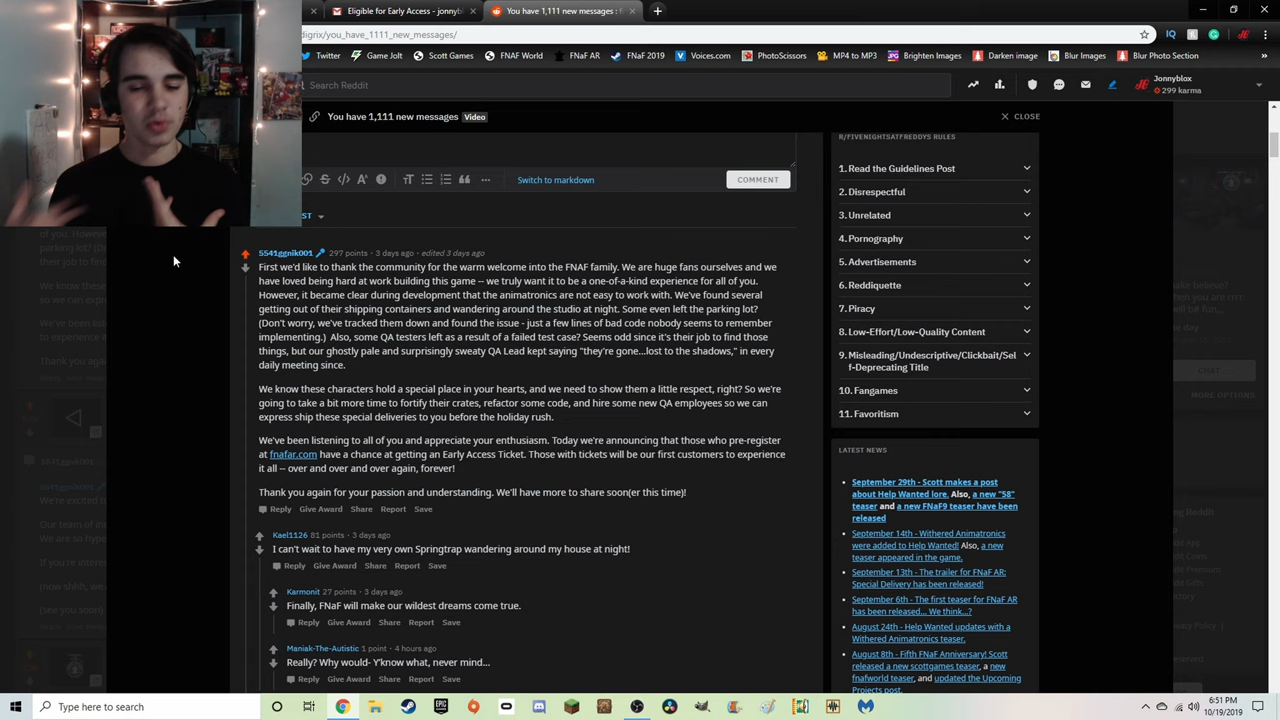 Eligible for Early Access - jonnybl
You have 1,111 new messages :
digrix/you_have_1111_new_messages/
Twitter
Game Jolt
Scott Games
FNAF World
FNaF AR
FNaF 2019
Voices.com
PhotoScissors
MP4 to MP3
Brighten Images
Darken image
Blur Images
Blur Photo Section
Search Reddit
Jonnyblox
299 karma
You have 1,111 new messages Video
CLOSE
Switch to markdown
COMMENT
ST
5541ggnik001 297 points · 3 days ago · edited 3 days ago
First we'd like to thank the community for the warm welcome into the FNAF family. We are huge fans ourselves and we
have loved being hard at work building this game -- we truly want it to be a one-of-a-kind experience for all of you.
However, it became clear during development that the animatronics are not easy to work with. We've found several
getting out of their shipping containers and wandering around the studio at night. Some even left the parking lot?
(Don't worry, we've tracked them down and found the issue - just a few lines of bad code nobody seems to remember
implementing.) Also, some QA testers left as a result of a failed test case? Seems odd since it's their job to find those
things, but our ghostly pale and surprisingly sweaty QA Lead kept saying "they're gone...lost to the shadows," in every
daily meeting since.
We know these characters hold a special place in your hearts, and we need to show them a little respect, right? So we're
going to take a bit more time to fortify their crates, refactor some code, and hire some new QA employees so we can
express ship these special deliveries to you before the holiday rush.
We've been listening to all of you and appreciate your enthusiasm. Today we're announcing that those who pre-register
at fnafar.com have a chance at getting an Early Access Ticket. Those with tickets will be our first customers to experience
it all -- over and over and over again, forever!
Thank you again for your passion and understanding. We'll have more to share soon(er this time)!
Reply Give Award Share Report Save
Kael1126 81 points · 3 days ago
I can't wait to have my very own Springtrap wandering around my house at night!
Reply Give Award Share Report Save
Karmonit 27 points · 3 days ago
Finally, FNaF will make our wildest dreams come true.
Reply Give Award Share Report Save
Maniak-The-Autistic 1 point · 4 hours ago
Really? Why would- Y'know what, never mind...
Reply Give Award Share Report Save
R/FIVENIGHTSATFREDDYS RULES
1. Read the Guidelines Post
2. Disrespectful
3. Unrelated
4. Pornography
5. Advertisements
6. Reddiquette
7. Piracy
8. Low-Effort/Low-Quality Content
9. Misleading/Undescriptive/Clickbait/Sel
f-Deprecating Title
10. Fangames
11. Favoritism
LATEST NEWS
September 29th - Scott makes a post
about Help Wanted lore. Also, a new "58"
teaser and a new FNaF9 teaser have been
released
September 14th - Withered Animatronics
were added to Help Wanted! Also, a new
teaser appeared in the game.
September 13th - The trailer for FNaF AR:
Special Delivery has been released!
September 6th - The first teaser for FNaF AR
has been released... We think...?
August 24th - Help Wanted updates with a
Withered Animatronics teaser.
August 8th - Fifth FNaF Anniversary! Scott
released a new scottgames teaser, a new
fnafworld teaser, and updated the Upcoming
Projects post.
CHAT
MORE OPTIONS
Type here to search
6:51 PM
10/19/2019